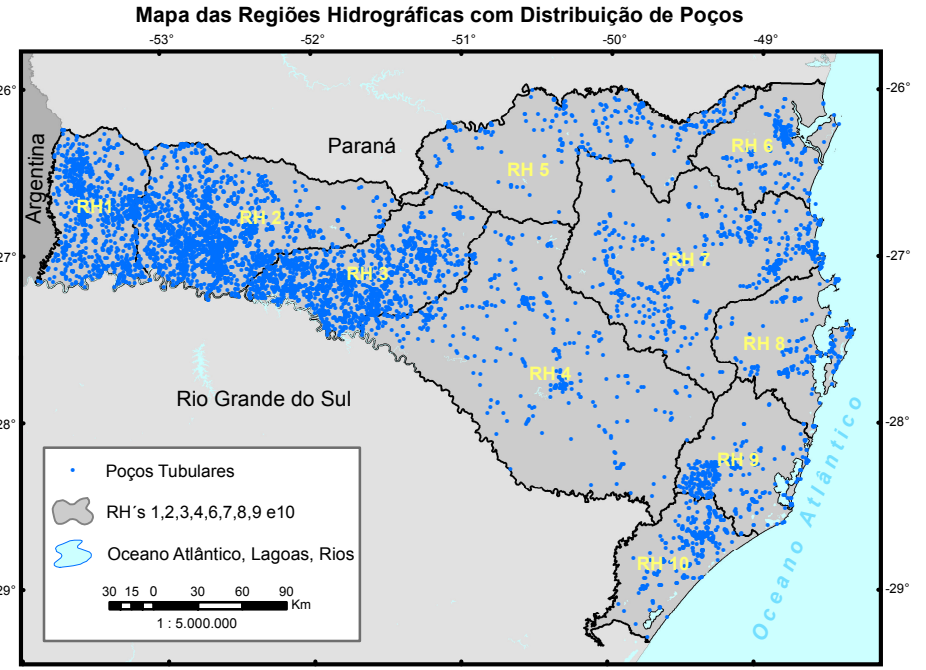 Mapa das Regiões Hidrográficas com Distribuição de Poços
-53° -52° -51° -50° -49°
26° -26°
Argentina
Paraná
RH 5
RH 6
RH1
RH 2
27° -27°
RH 3
RH 7
RH 8
RH 4
Rio Grande do Sul
28° -28°
Oceano Atlântico
RH 9
Poços Tubulares
RH´s 1,2,3,4,6,7,8,9 e10
Oceano Atlântico, Lagoas, Rios
RH 10
29° -29°
30 15 0 30 60 90
Km
1 : 5.000.000